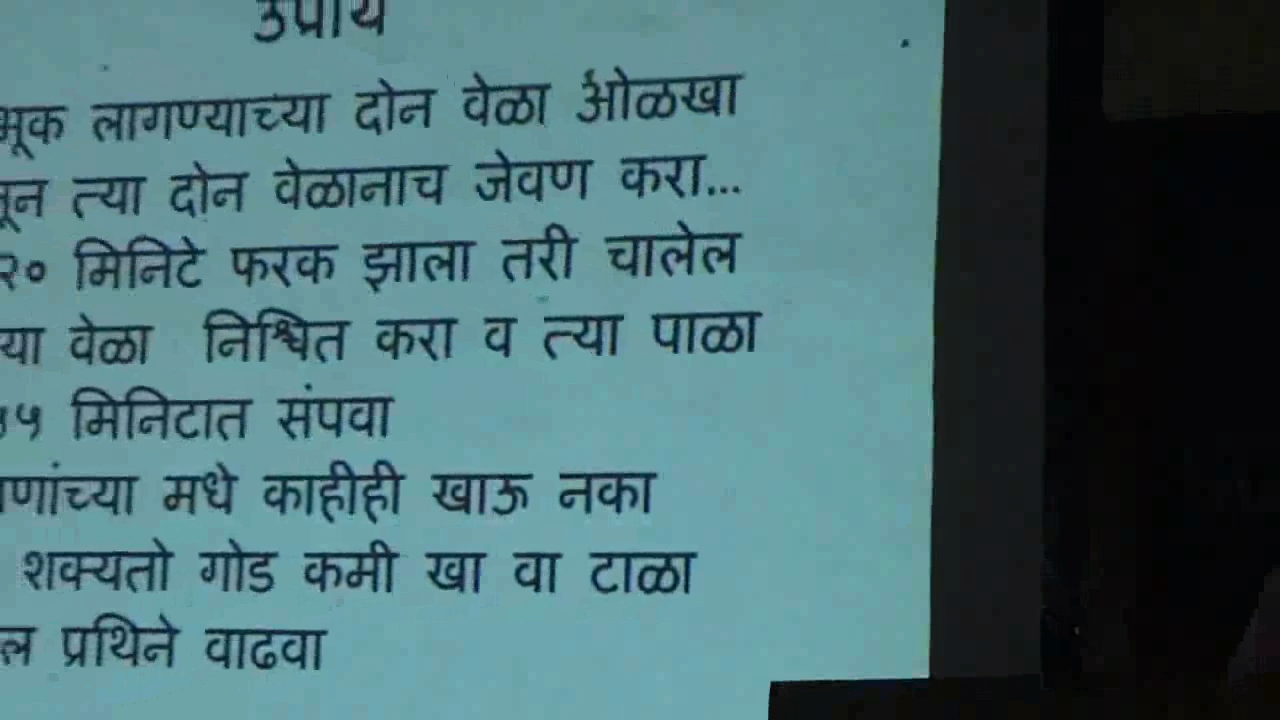 उपाय
भूक लागण्याच्या दोन वेळा ओळखा
त्या दोन वेळानाच जेवण करा...
२० मिनिटे फरक झाला तरी चालेल
वेळा निश्चित करा व त्या पाळा
मिनिटात संपवा
मधे काहीही खाऊ नका
शक्यतो गोड कमी खा वा टाळा
प्रथिने वाढवा